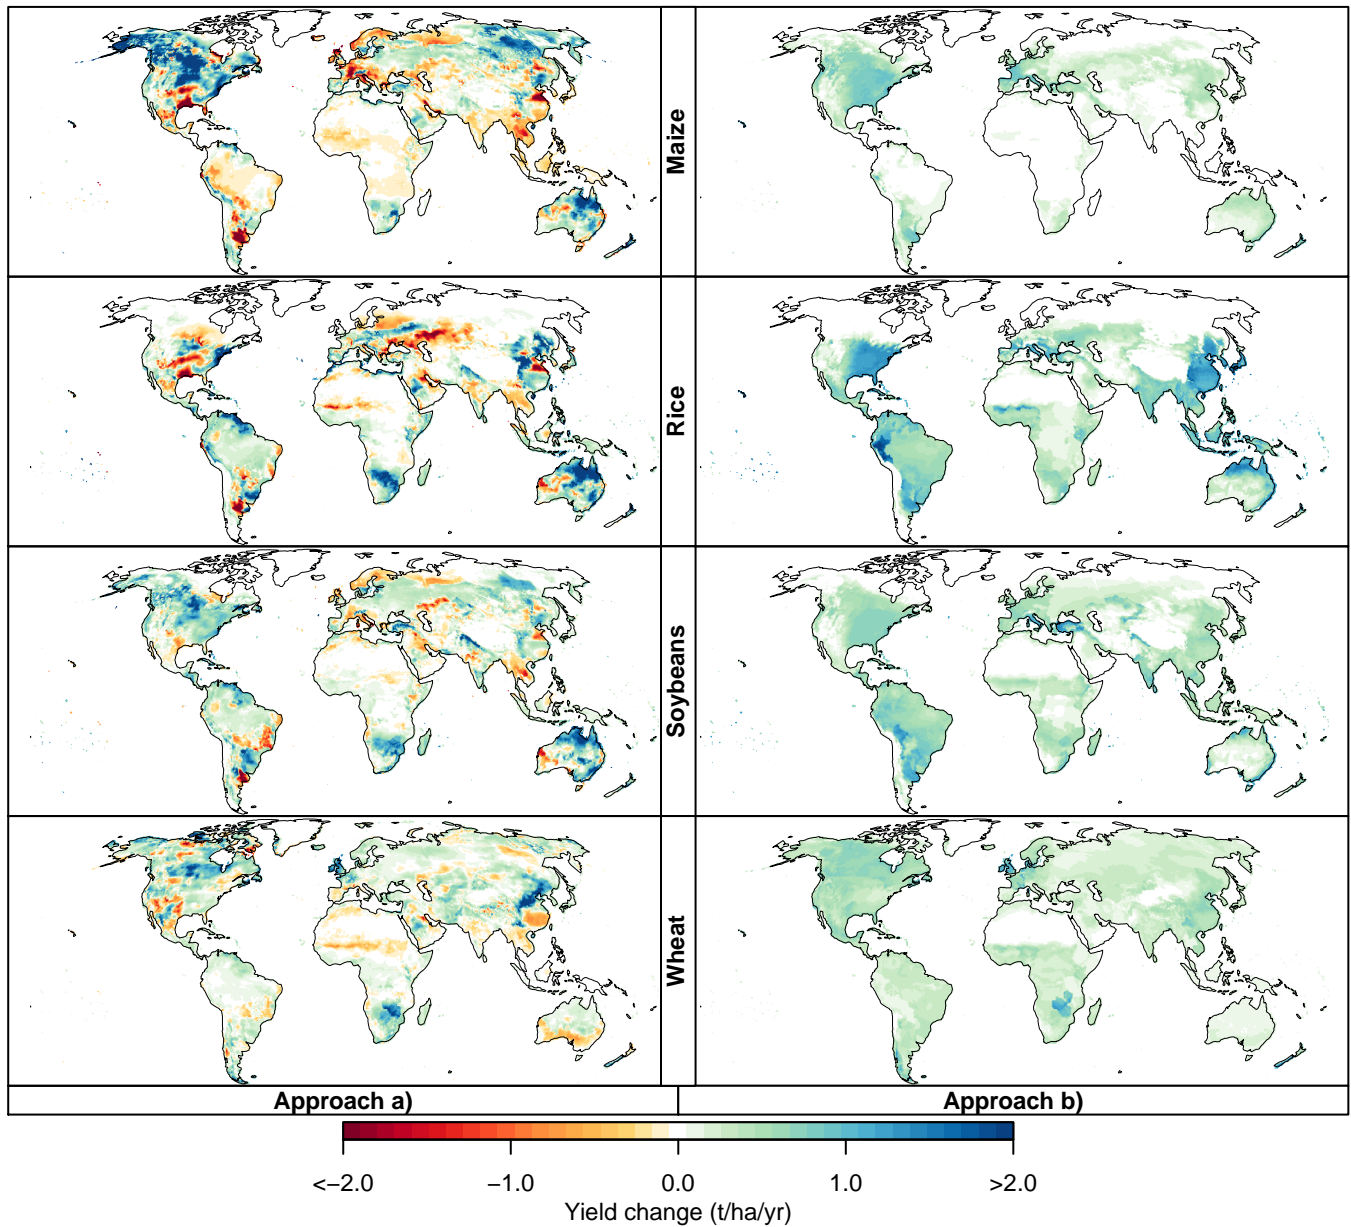 Maize
Rice
Soybeans
Wheat
Approach a)
Approach b)
<−2.0
−1.0
0.0
1.0
>2.0
Yield change (t/ha/yr)